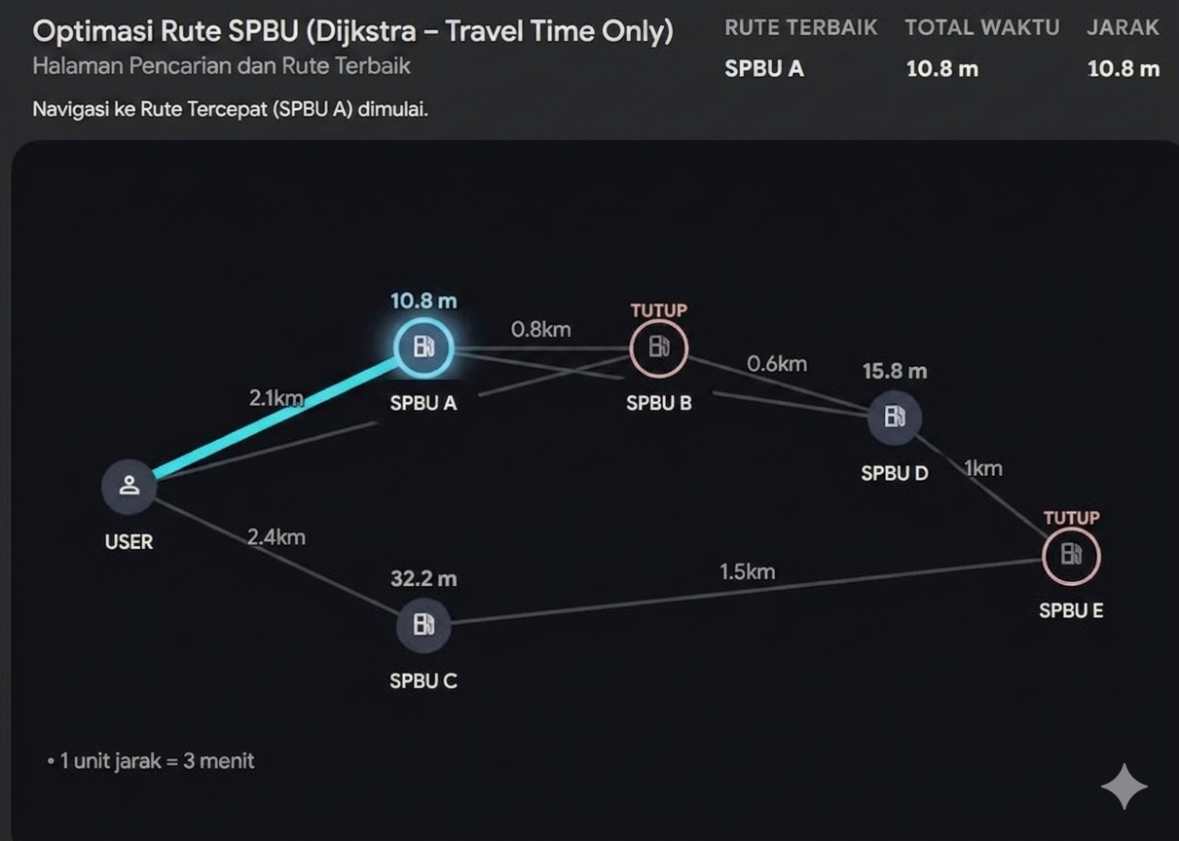 Optimasi Rute SPBU (Dijkstra – Travel Time Only)
Halaman Pencarian dan Rute Terbaik
Navigasi ke Rute Tercepat (SPBU A) dimulai.
RUTE TERBAIK
SPBU A
TOTAL WAKTU
10.8 m
JARAK
10.8 m
10.8 m
SPBU A
0.8km
TUTUP
SPBU B
0.6km
15.8 m
SPBU D
2.1km
1km
USER
2.4km
TUTUP
SPBU E
32.2 m
1.5km
SPBU C
• 1 unit jarak = 3 menit